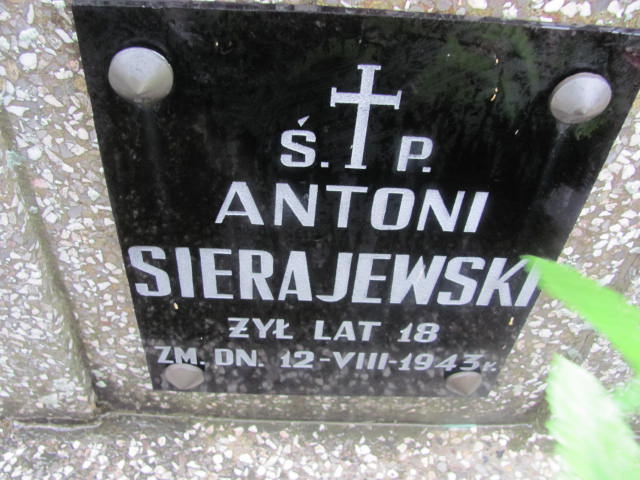 Ś. P.
ANTONI
SIERAJEWSKI
ŻYŁ LAT 18
ZM. DN. 12-VIII-1943 r.